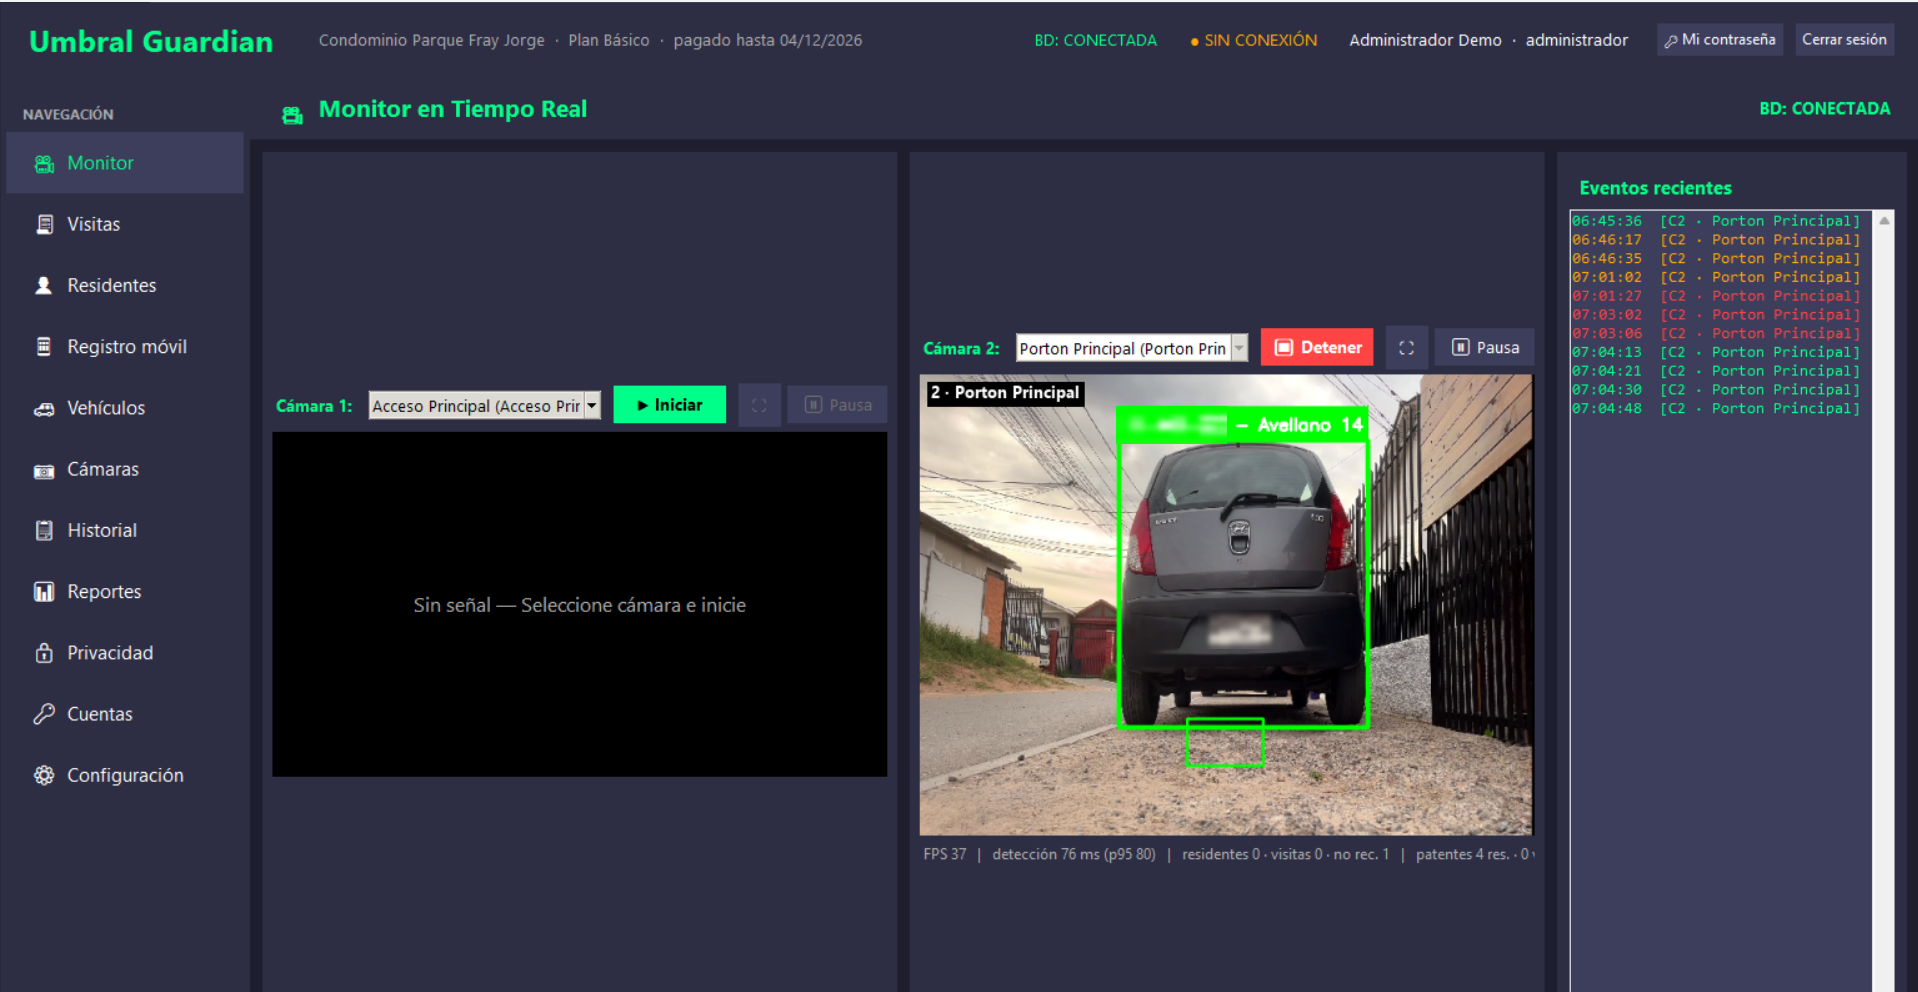 Umbral Guardian
Condominio Parque Fray Jorge · Plan Básico · pagado hasta 04/12/2026
BD: CONECTADA
● SIN CONEXIÓN
Administrador Demo · administrador
Mi contraseña
Cerrar sesión
NAVEGACIÓN
Monitor
Visitas
Residentes
Registro móvil
Vehículos
Cámaras
Historial
Reportes
Privacidad
Cuentas
Configuración
Monitor en Tiempo Real
BD: CONECTADA
Cámara 1:
Acceso Principal (Acceso Prir
Iniciar
Pausa
Sin señal — Seleccione cámara e inicie
Cámara 2:
Porton Principal (Porton Prin
Detener
Pausa
2 · Porton Principal
– Avellano 14
FPS 37 | detección 76 ms (p95 80) | residentes 0 · visitas 0 · no rec. 1 | patentes 4 res. · 0
Eventos recientes
06:45:36 [C2 · Porton Principal]
06:46:17 [C2 · Porton Principal]
06:46:35 [C2 · Porton Principal]
07:01:02 [C2 · Porton Principal]
07:01:27 [C2 · Porton Principal]
07:03:02 [C2 · Porton Principal]
07:03:06 [C2 · Porton Principal]
07:04:13 [C2 · Porton Principal]
07:04:21 [C2 · Porton Principal]
07:04:30 [C2 · Porton Principal]
07:04:48 [C2 · Porton Principal]